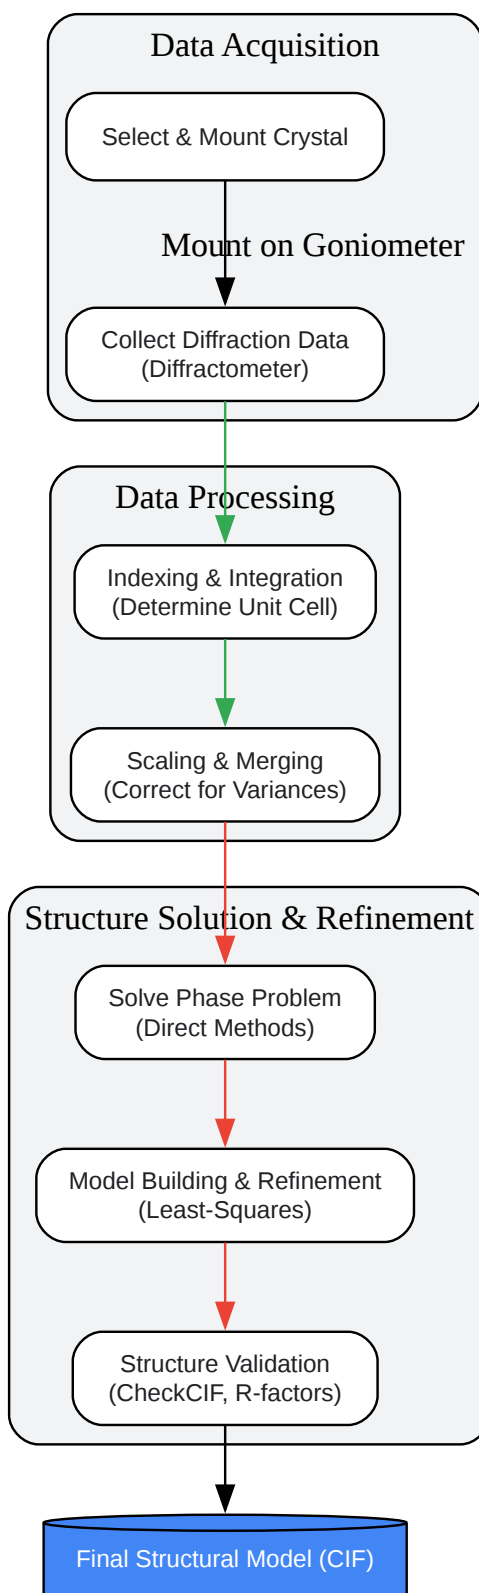 Data Acquisition
Select & Mount Crystal
Mount on Goniometer
Collect Diffraction Data
(Diffractometer)
Data Processing
Indexing & Integration
(Determine Unit Cell)
Scaling & Merging
(Correct for Variances)
Structure Solution & Refinement
Solve Phase Problem
(Direct Methods)
Model Building & Refinement
(Least-Squares)
Structure Validation
(CheckCIF, R-factors)
Final Structural Model (CIF)